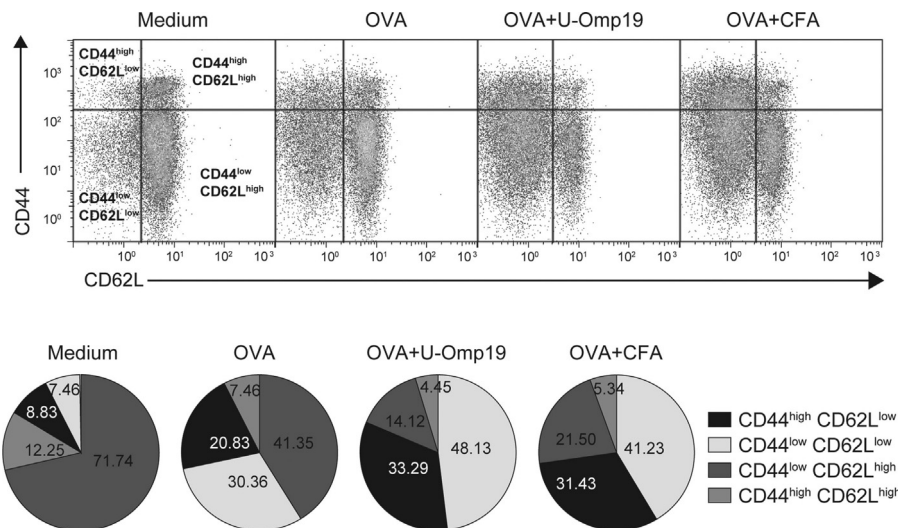 Medium OVA OVA+U-Omp19 OVA+CFA
CD44
10³
10²
10¹
10⁰
CD44high
CD62Llow
CD44high
CD62Lhigh
CD44low
CD62Llow
CD44low
CD62Lhigh
10⁰ 10¹ 10² 10³ 10⁰ 10¹ 10² 10³ 10⁰ 10¹ 10² 10³ 10⁰ 10¹ 10² 10³
CD62L
Medium OVA OVA+U-Omp19 OVA+CFA
7.46
8.83
12.25
71.74
7.46
20.83
41.35
30.36
4.45
14.12
48.13
33.29
5.34
21.50
41.23
31.43
CD44high CD62Llow
CD44low CD62Llow
CD44low CD62Lhigh
CD44high CD62Lhigh